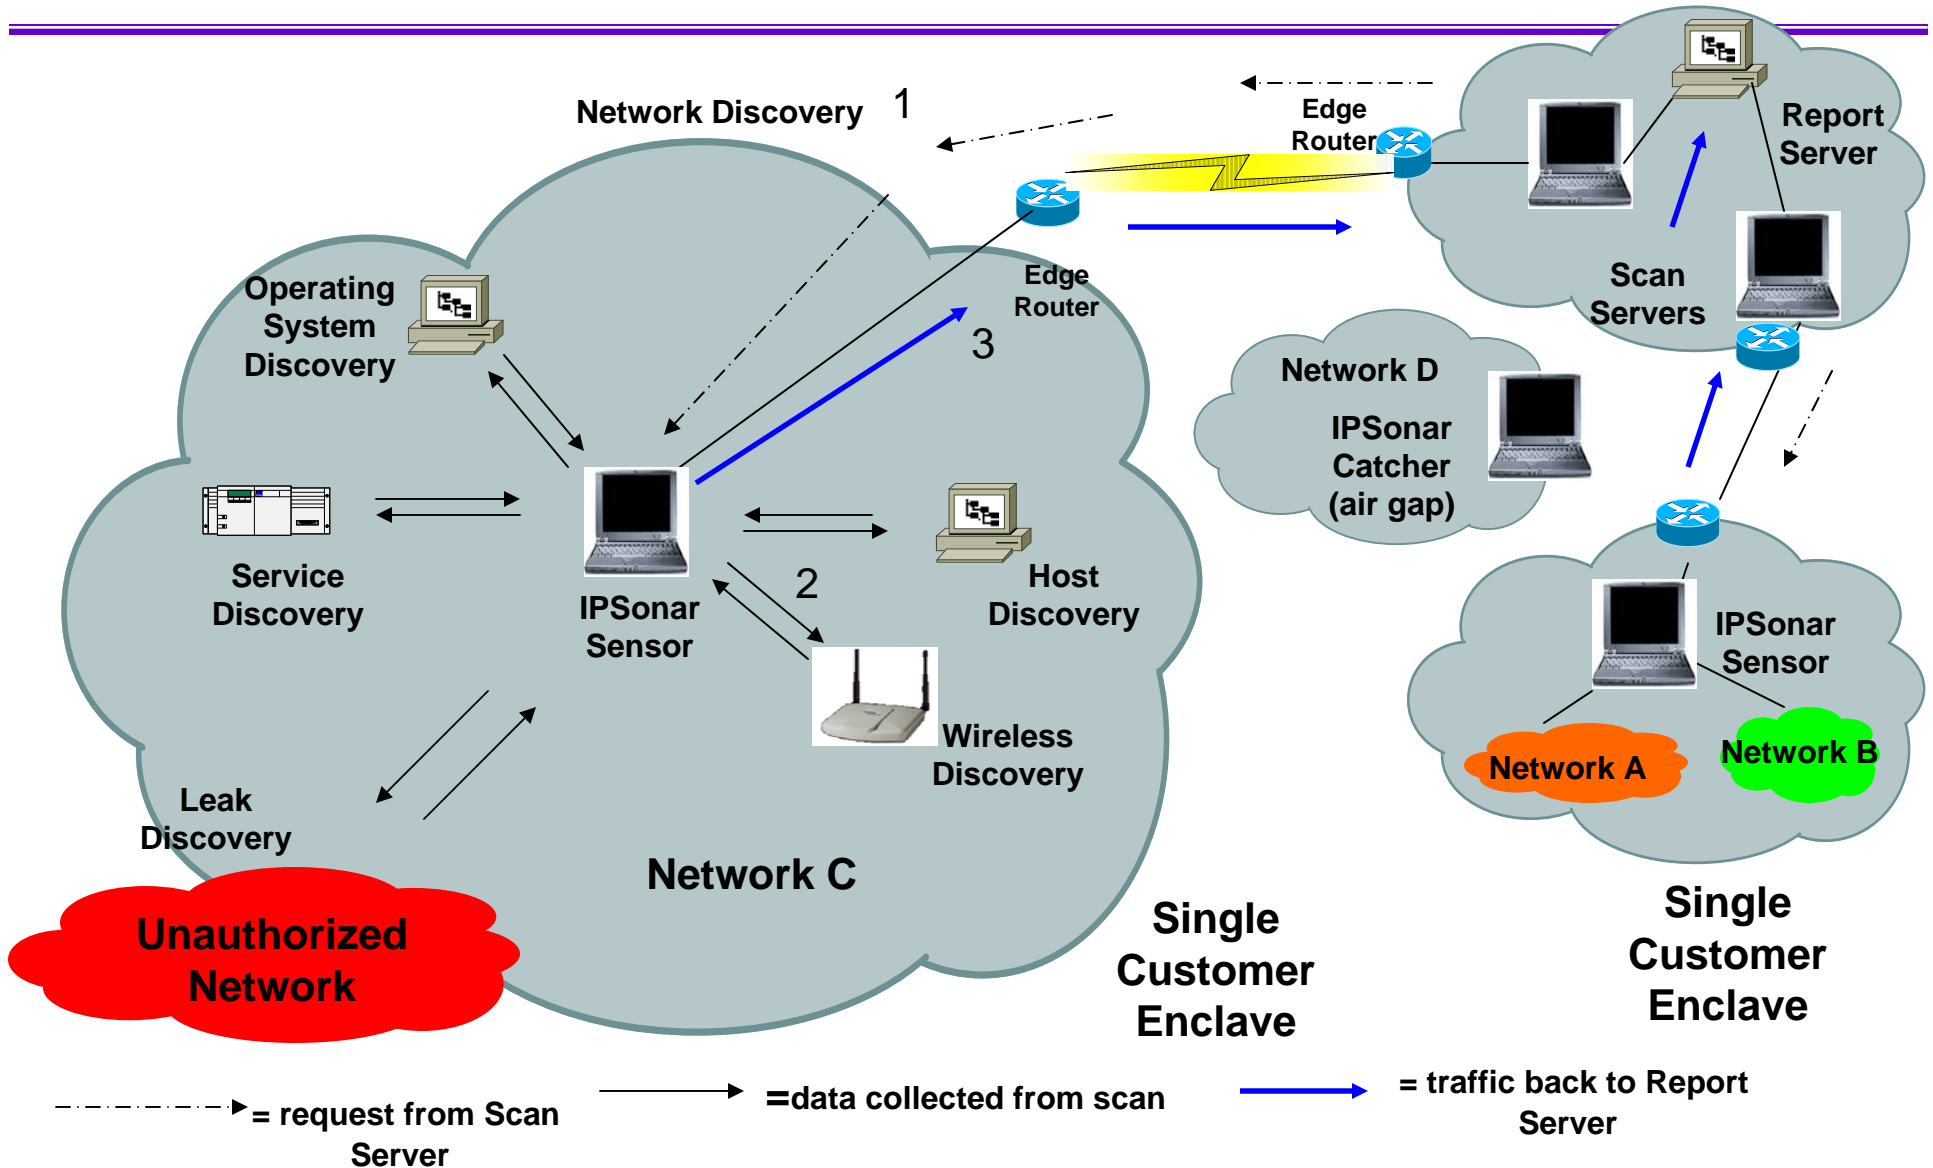 Network Discovery
1
Edge
Router
Report
Server
Scan
Servers
Edge
Router
3
Operating
System
Discovery
Network D
IPSonar
Catcher
(air gap)
Service
Discovery
IPSonar
Sensor
2
Host
Discovery
Wireless
Discovery
IPSonar
Sensor
Network A
Network B
Leak
Discovery
Network C
Unauthorized
Network
Single
Customer
Enclave
Single
Customer
Enclave
= request from Scan
Server
=data collected from scan
= traffic back to Report
Server